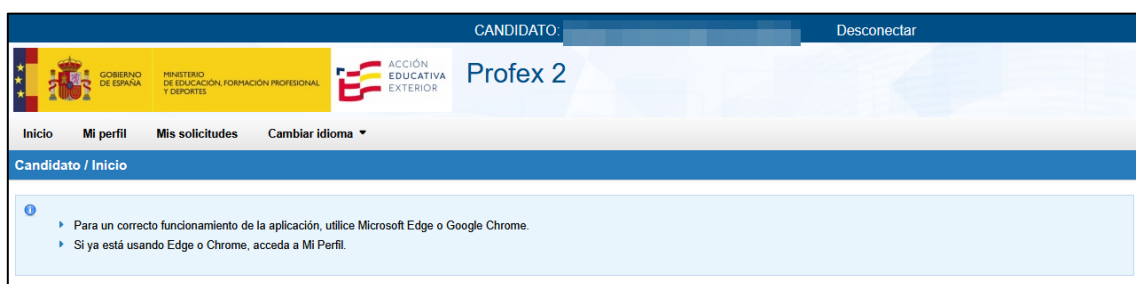 CANDIDATO:
Desconectar
GOBIERNO
DE ESPAÑA
MINISTERIO
DE EDUCACIÓN, FORMACIÓN PROFESIONAL
Y DEPORTES
ACCIÓN
EDUCATIVA
EXTERIOR
Profex 2
Inicio Mi perfil Mis solicitudes Cambiar idioma
Candidato / Inicio
Para un correcto funcionamiento de la aplicación, utilice Microsoft Edge o Google Chrome.
Si ya está usando Edge o Chrome, acceda a Mi Perfil.